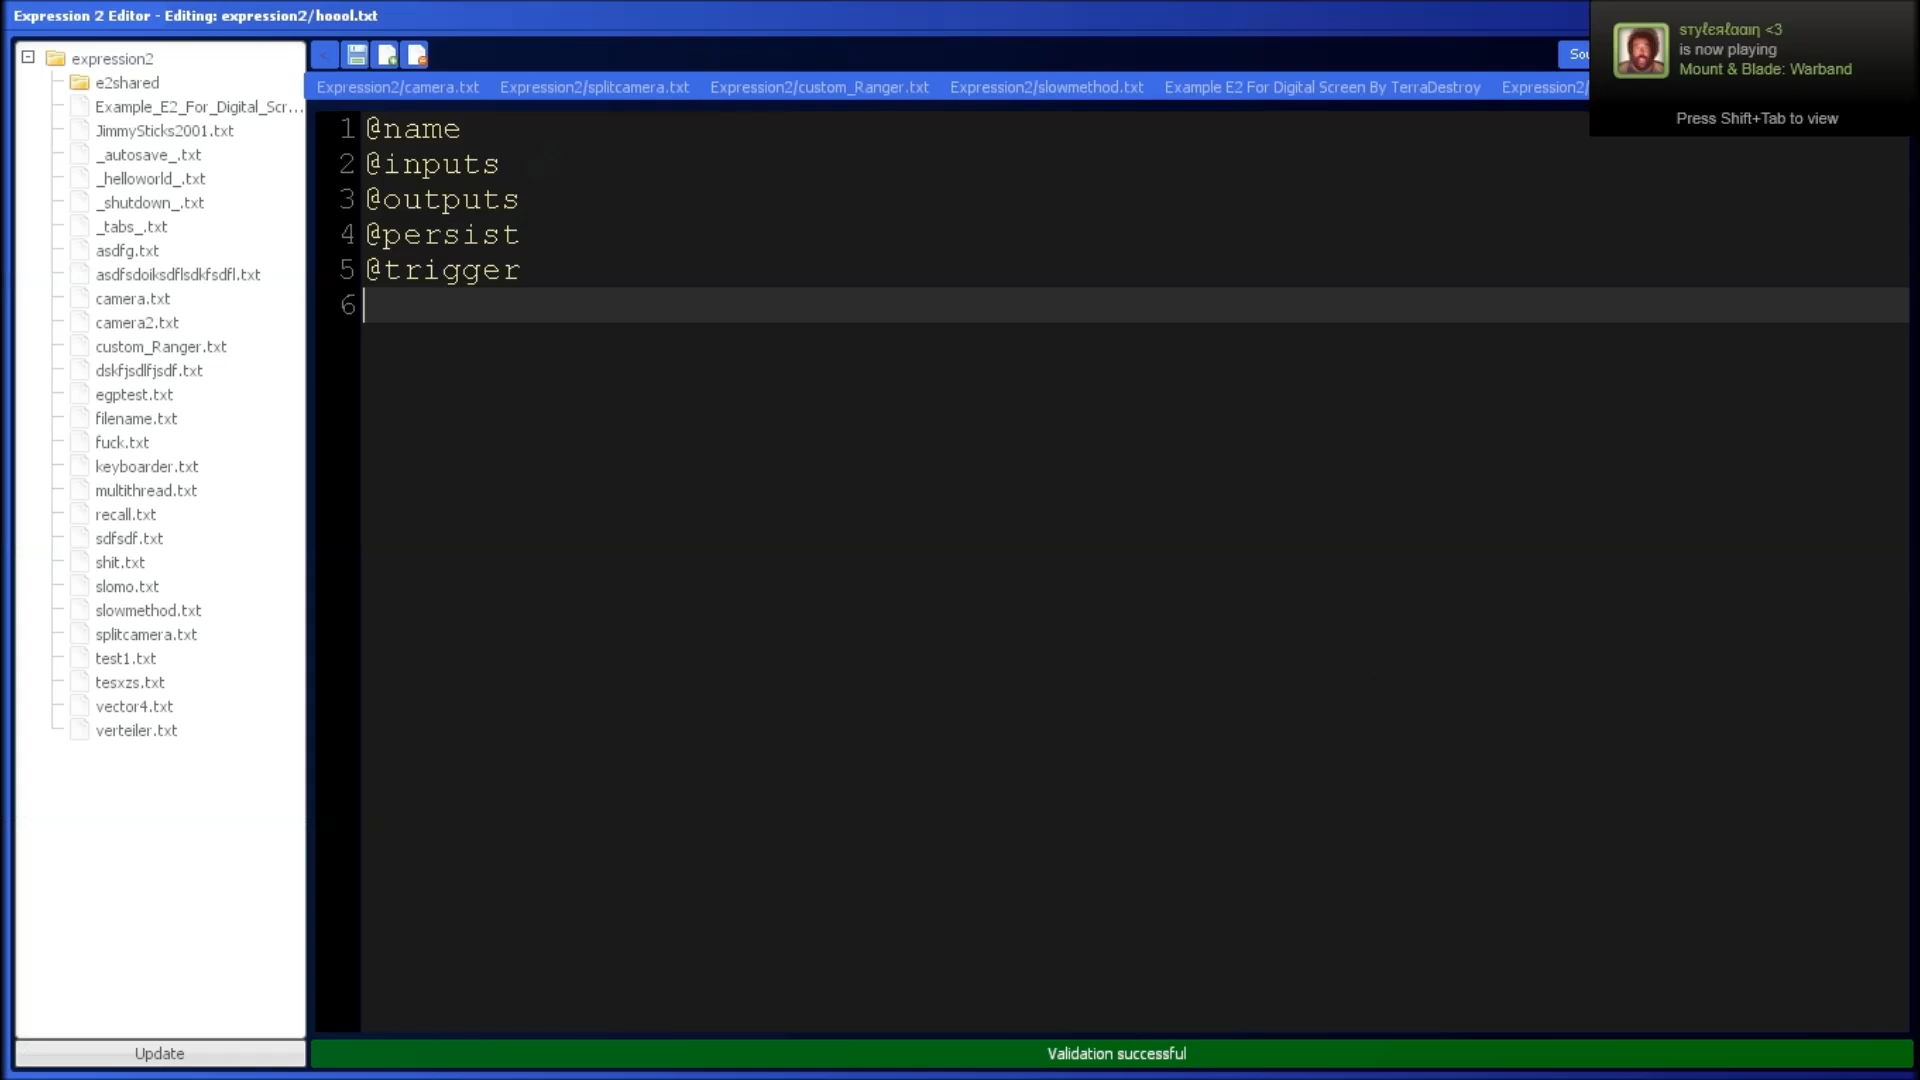 Expression 2 Editor - Editing: expression2/hoool.txt
expression2
e2shared
Example_E2_For_Digital_Scr...
JimmySticks2001.txt
_autosave_.txt
_helloworld_.txt
_shutdown_.txt
_tabs_.txt
asdfg.txt
asdfsdoiksdflsdkfsdfl.txt
camera.txt
camera2.txt
custom_Ranger.txt
dskfjsdlfjsdf.txt
egptest.txt
filename.txt
fuck.txt
keyboarder.txt
multithread.txt
recall.txt
sdfsdf.txt
shit.txt
slomo.txt
slowmethod.txt
splitcamera.txt
test1.txt
tesxzs.txt
vector4.txt
verteiler.txt
Update
Sou
Expression2/camera.txt Expression2/splitcamera.txt Expression2/custom_Ranger.txt Expression2/slowmethod.txt Example E2 For Digital Screen By TerraDestroy Expression2/
1 @name
2 @inputs
3 @outputs
4 @persist
5 @trigger
6
Validation successful
ѕтуℓєяℓααιη <3
is now playing
Mount & Blade: Warband
Press Shift+Tab to view